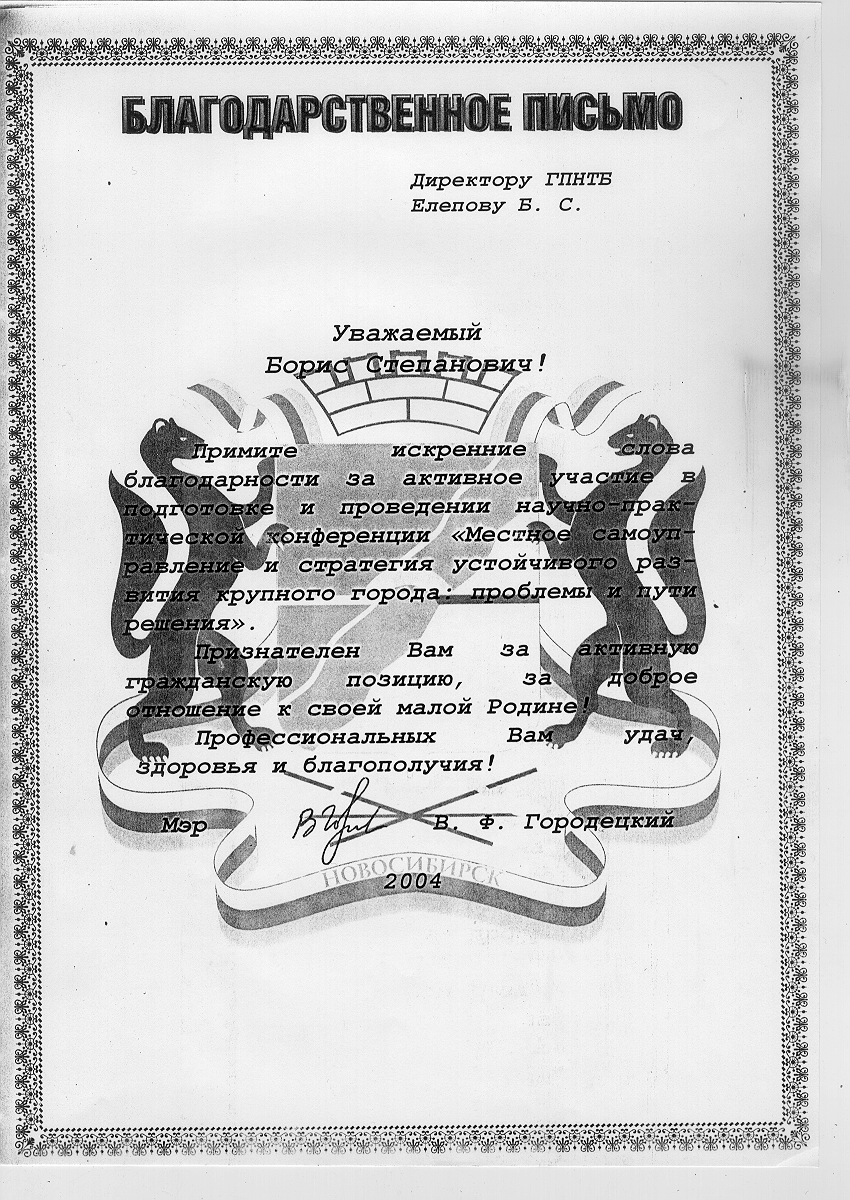 БЛАГОДАРСТВЕННОЕ ПИСЬМО
Директору ГПНТБ
Елепову Б. С.
Уважаемый
Борис Степанович!
Примите искренние слова
благодарности за активное участие в
подготовке и проведении научно-прак-
тической конференции «Местное самоуп-
равление и стратегия устойчивого раз-
вития крупного города: проблемы и пути
решения».
Признателен Вам за активную
гражданскую позицию, за доброе
отношение к своей малой Родине!
Профессиональных Вам удач,
здоровья и благополучия!
Мэр В. Ф. Городецкий
НОВОСИБИРСК
2004